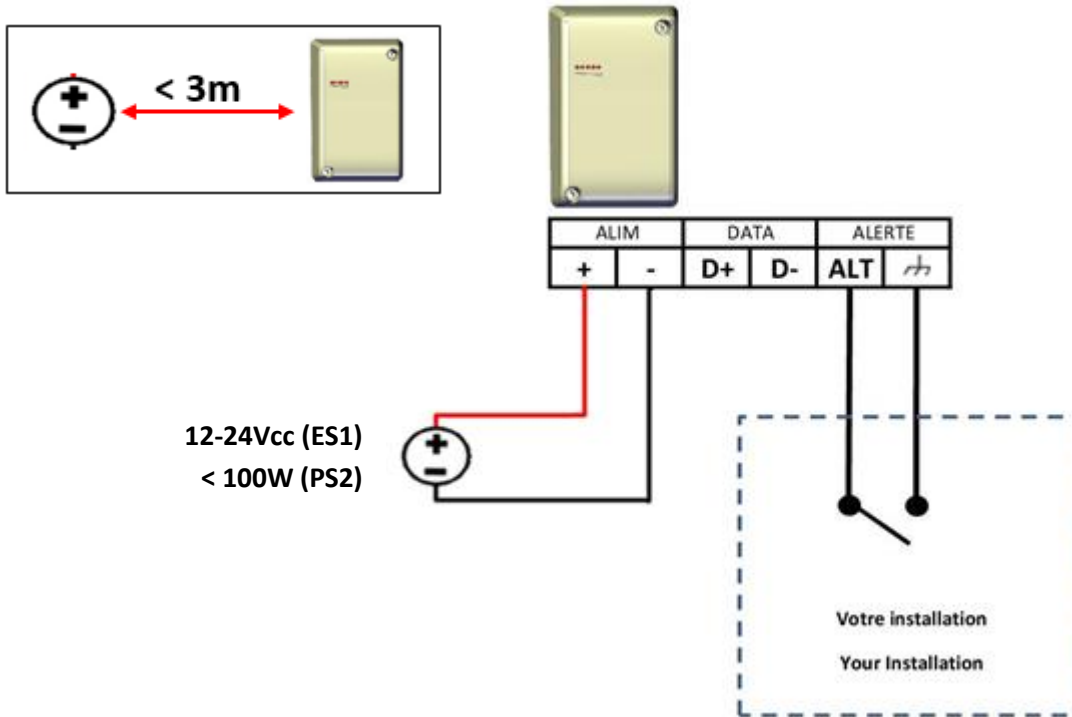 < 3m
ALIM DATA ALERTE
+ - D+ D- ALT
12-24Vcc (ES1)
< 100W (PS2)
Votre installation
Your Installation